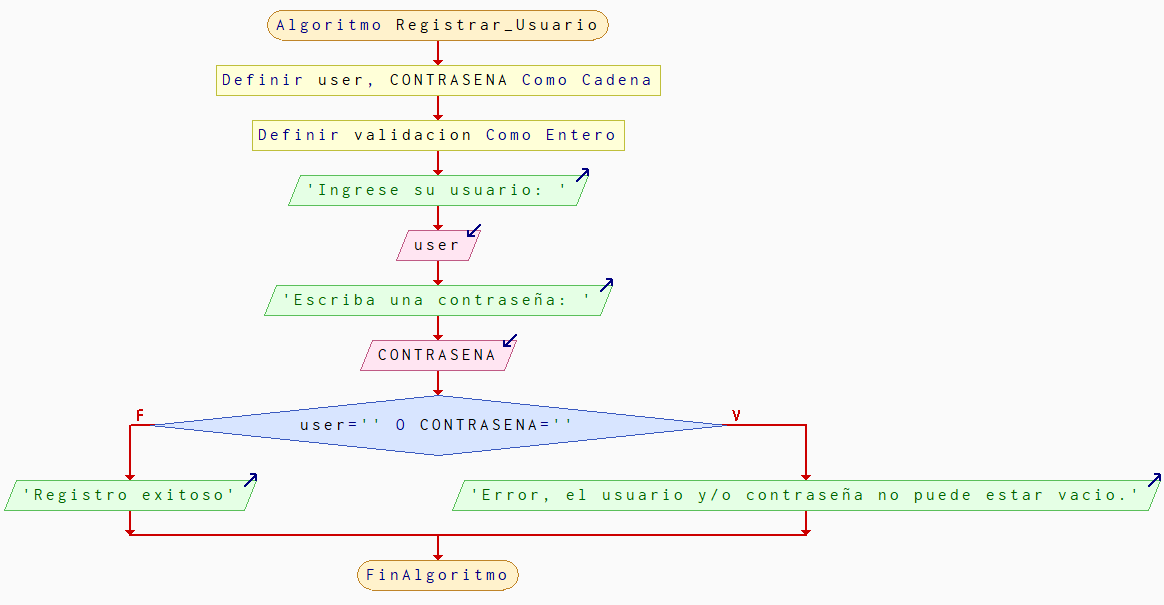 Algoritmo Registrar_Usuario
Definir user, CONTRASENA Como Cadena
Definir validacion Como Entero
'Ingrese su usuario: '
user
'Escriba una contraseña: '
CONTRASENA
F
V
user='' O CONTRASENA=''
'Registro exitoso'
'Error, el usuario y/o contraseña no puede estar vacio.'
FinAlgoritmo